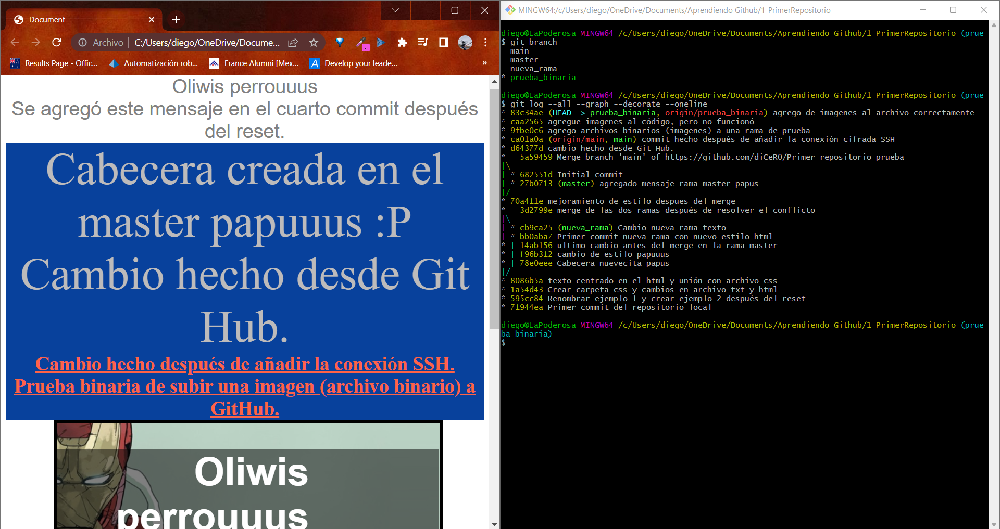 Document
Archivo | C:/Users/diego/OneDrive/Docume...
Results Page - Offic...
Automatización rob...
France Alumni [Mex...
Develop your leade...
»
Oliwis perrouuus
Se agregó este mensaje en el cuarto commit después
del reset.
Cabecera creada en el
master papuuuus :P
Cambio hecho desde Git
Hub.
Cambio hecho después de añadir la conexión SSH.
Prueba binaria de subir una imagen (archivo binario) a
GitHub.
Oliwis
perrouuus
MINGW64:/c/Users/diego/OneDrive/Documents/Aprendiendo Github/1_PrimerRepositorio
diego@LaPoderosa MINGW64 /c/Users/diego/OneDrive/Documents/Aprendiendo Github/1_PrimerRepositorio (prue
$ git branch
  main
  master
  nueva_rama
* prueba_binaria
diego@LaPoderosa MINGW64 /c/Users/diego/OneDrive/Documents/Aprendiendo Github/1_PrimerRepositorio (prue
$ git log --all --graph --decorate --oneline
* 83c34ae (HEAD -> prueba_binaria, origin/prueba_binaria) agrego de imagenes al archivo correctamente
* caa2565 agregue imagenes al código, pero no funcionó
* 9fbe0c6 agrego archivos binarios (imagenes) a una rama de prueba
* ca01a0a (origin/main, main) commit hecho después de añadir la conexión cifrada SSH
* d64377d cambio hecho desde Git Hub.
*   5a59459 Merge branch 'main' of https://github.com/diCeR0/Primer_repositorio_prueba
|\
| * 682551d Initial commit
| * 27b0713 (master) agregado mensaje rama master papus
|/
* 70a411e mejoramiento de estilo despues del merge
*   3d2799e merge de las dos ramas después de resolver el conflicto
|\
| * cb9ca25 (nueva_rama) Cambio nueva rama texto
| * bb0aba7 Primer commit nueva rama con nuevo estilo html
* | 14ab156 ultimo cambio antes del merge en la rama master
* | f96b312 cambio de estilo papuuus
* | 78e0eee Cabecera nuevecita papus
|/
* 8086b5a texto centrado en el html y unión con archivo css
* 1a54d43 Crear carpeta css y cambios en archivo txt y html
* 595cc84 Renombrar ejemplo 1 y crear ejemplo 2 después del reset
* 71944ea Primer commit del repositorio local
diego@LaPoderosa MINGW64 /c/Users/diego/OneDrive/Documents/Aprendiendo Github/1_PrimerRepositorio (prue
ba_binaria)
$